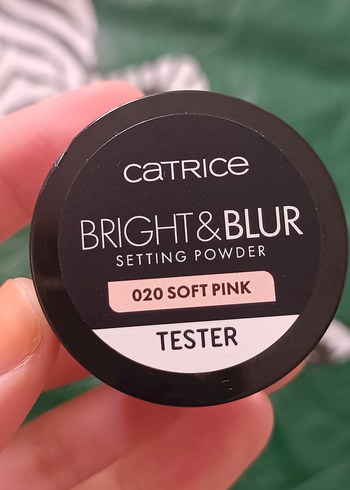 CATRICE
BRIGHT & BLUR
SETTING POWDER
020 SOFT PINK
TESTER